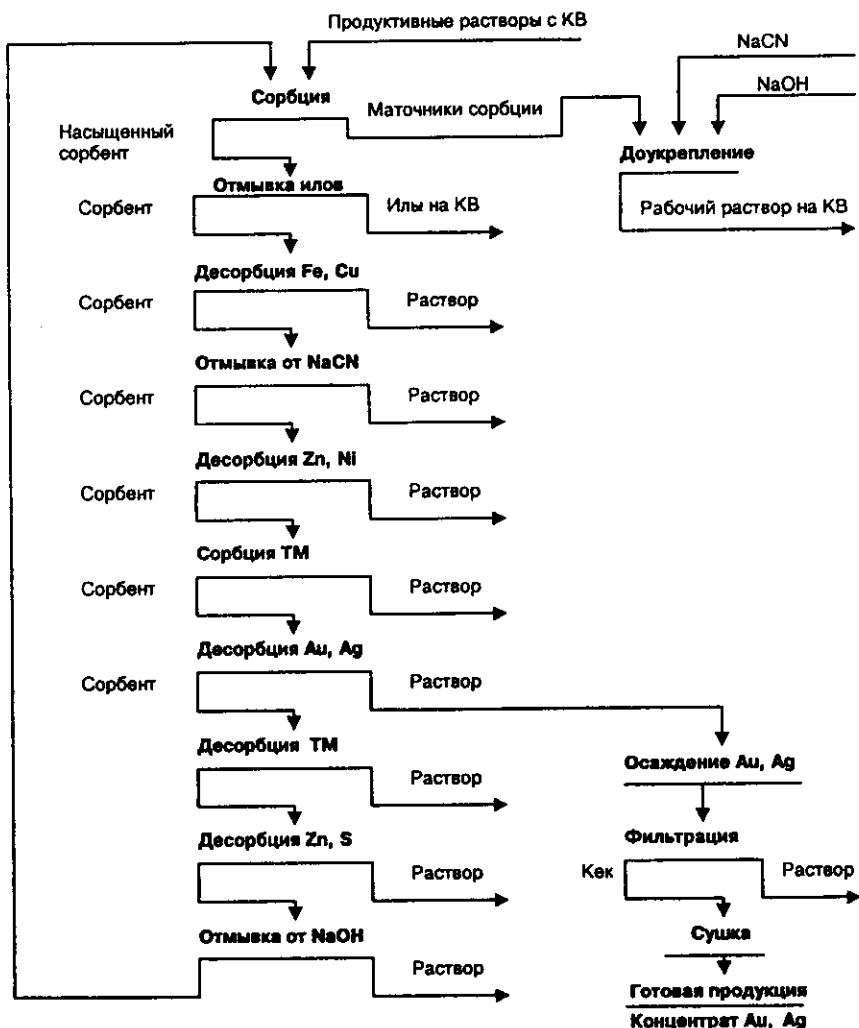 Продуктивные растворы с КВ
NaCN
NaOH
Сорбция
Маточники сорбции
Насыщенный
сорбент
Доукрепление
Отмывка илов
Сорбент
Илы на КВ
Рабочий раствор на КВ
Десорбция Fe, Cu
Сорбент
Раствор
Отмывка от NaCN
Сорбент
Раствор
Десорбция Zn, Ni
Сорбент
Раствор
Сорбция ТМ
Сорбент
Раствор
Десорбция Au, Ag
Сорбент
Раствор
Десорбция ТМ
Осаждение Au, Ag
Раствор
Десорбция Zn, S
Фильтрация
Раствор
Кек
Раствор
Отмывка от NaOH
Сушка
Раствор
Готовая продукция
Концентрат Au, Ag